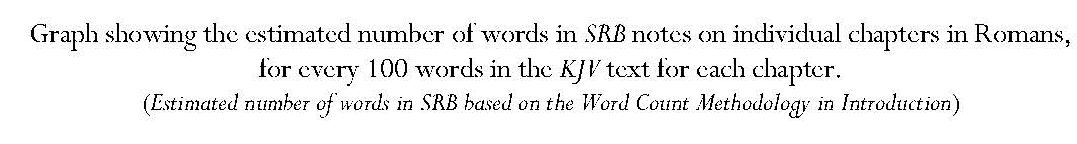 Graph showing the estimated number of words in SRB notes on individual chapters in Romans,
for every 100 words in the KJV text for each chapter.
(Estimated number of words in SRB based on the Word Count Methodology in Introduction)